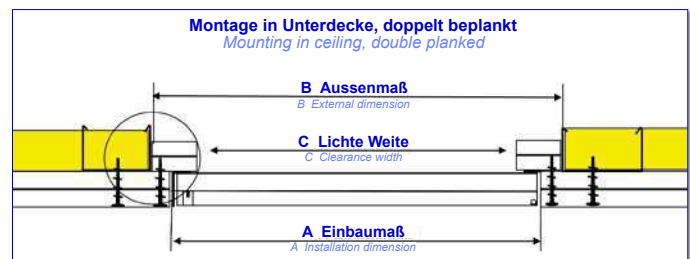 Montage in Unterdecke, doppelt beplankt
Mounting in ceiling, double planked
B Aussenmaß
B External dimension
C Lichte Weite
C Clearance width
A Einbaumaß
A Installation dimension